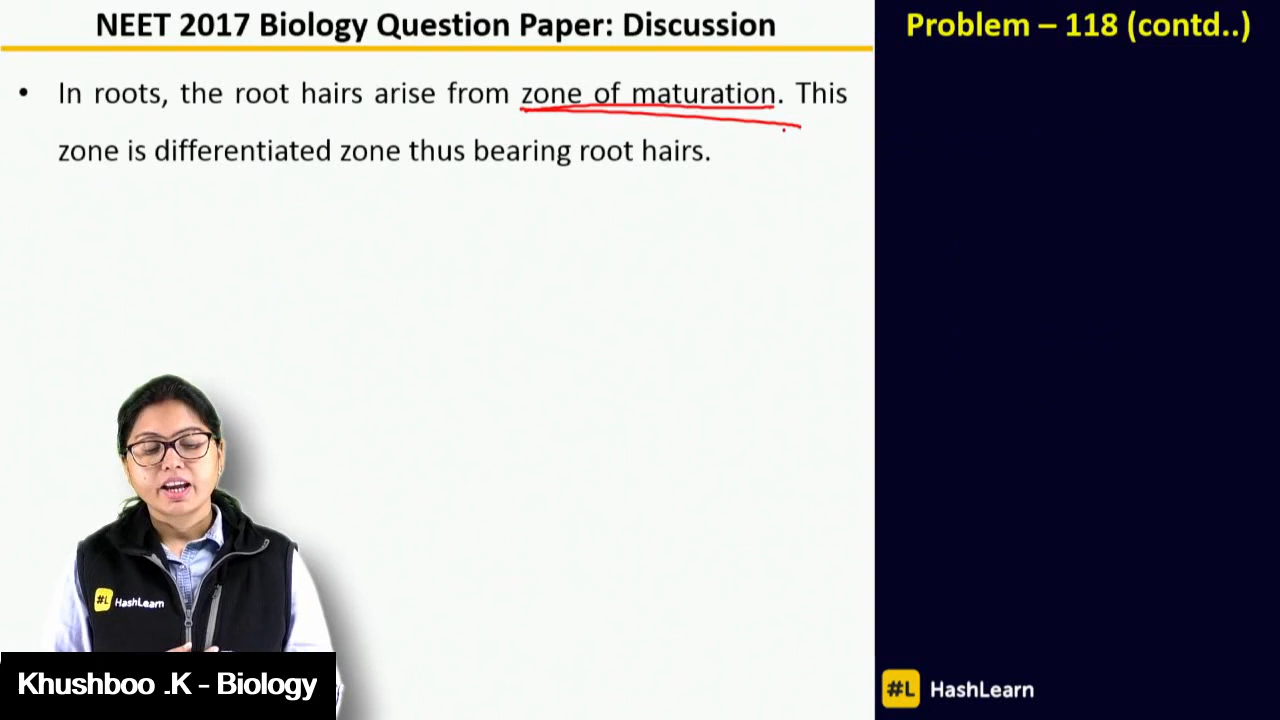 NEET 2017 Biology Question Paper: Discussion
Problem – 118 (contd..)
• In roots, the root hairs arise from zone of maturation. This
zone is differentiated zone thus bearing root hairs.
#L HashLearn
Khushboo .K - Biology
#L HashLearn